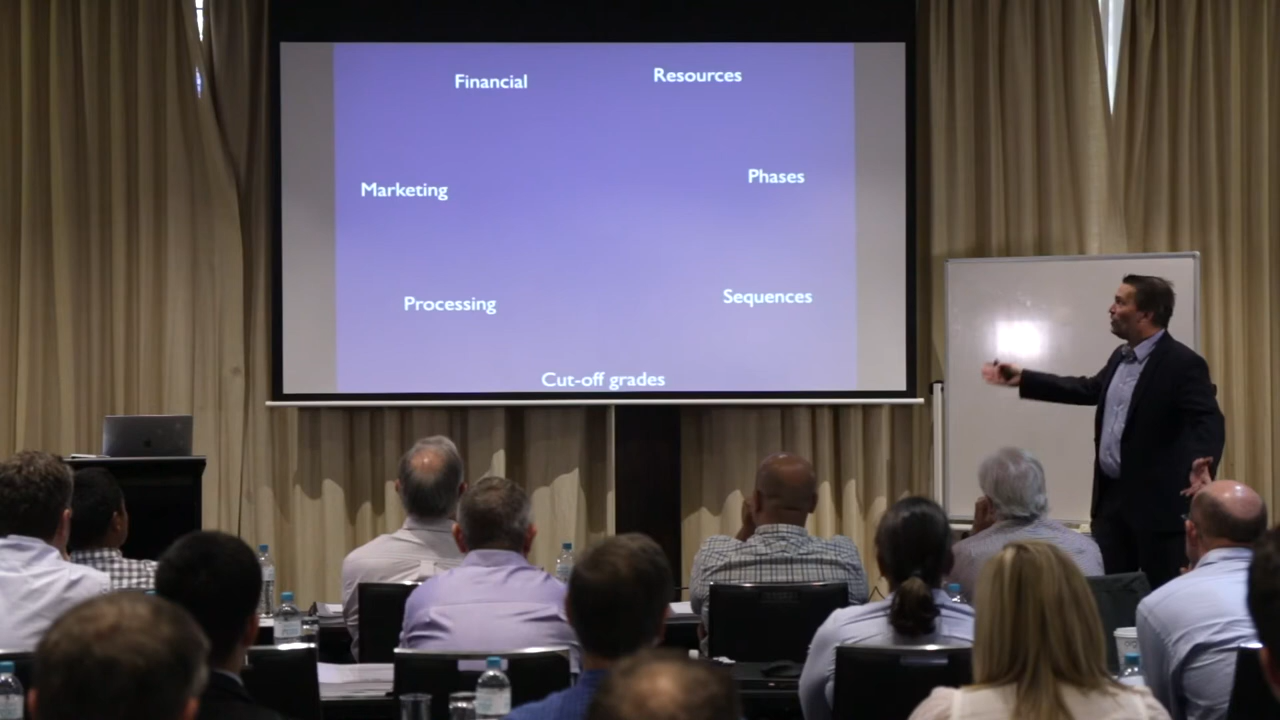 Financial
Resources
Marketing
Phases
Processing
Sequences
Cut-off grades